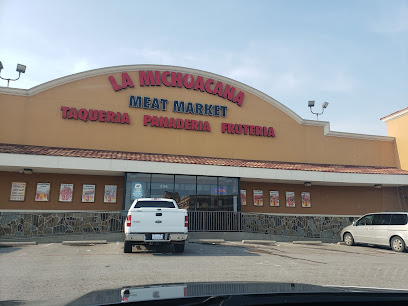 LA MICHOACANA
MEAT MARKET
TAQUERIA PANADERIA FRUTERIA